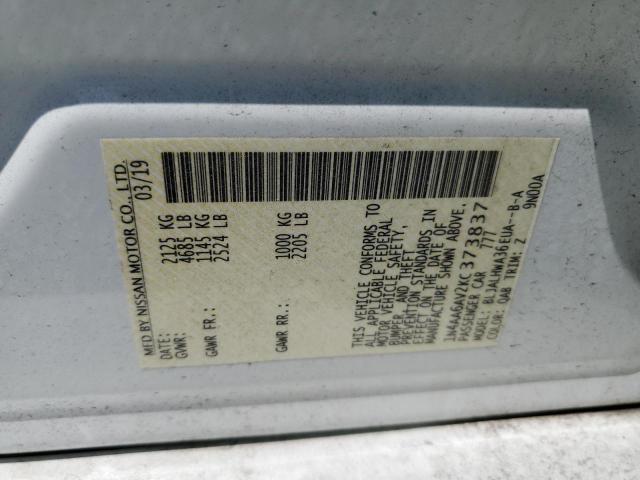 MFD BY NISSAN MOTOR CO., LTD.
DATE: 03/19
GVWR: 2125 KG
4685 LB
GAWR FR: 1145 KG
2524 LB
GAWR RR: 1000 KG
2205 LB
THIS VEHICLE CONFORMS TO
ALL APPLICABLE FEDERAL
MOTOR VEHICLE SAFETY,
BUMPER, AND THEFT
PREVENTION STANDARDS IN
EFFECT ON THE DATE OF
MANUFACTURE SHOWN ABOVE.
1N4AA6AV2KC373837
PASSENGER CAR 777
MODEL: BLJALHWA36EUA--B-A
COLOR: QAB TRIM: Z 9N00A